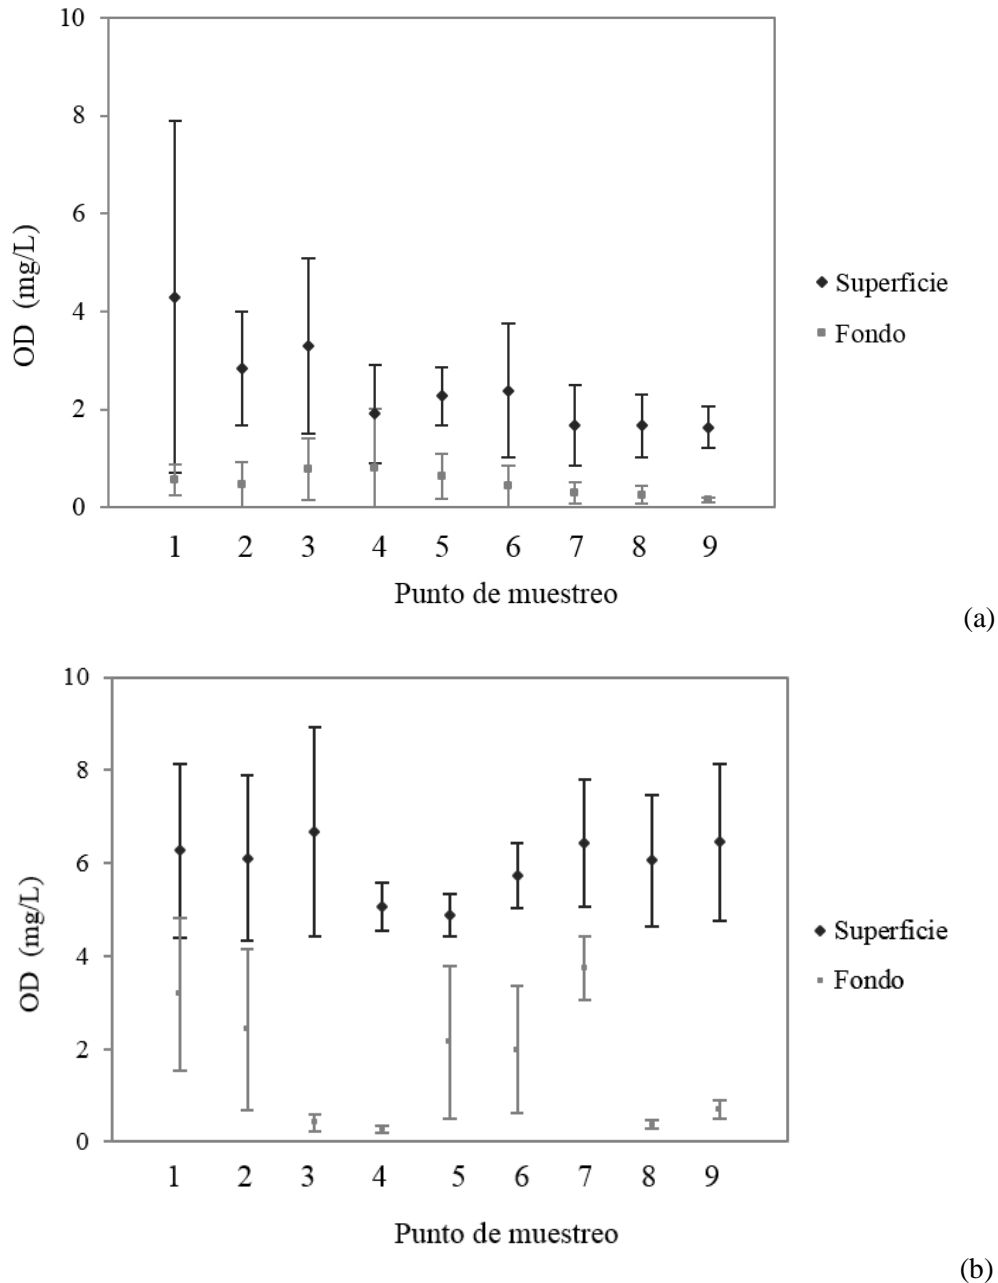 10
8
6
4
2
0
OD (mg/L)
1 2 3 4 5 6 7 8 9
Punto de muestreo
Superficie
Fondo
(a)
10
8
6
4
2
0
OD (mg/L)
1 2 3 4 5 6 7 8 9
Punto de muestreo
Superficie
Fondo
(b)